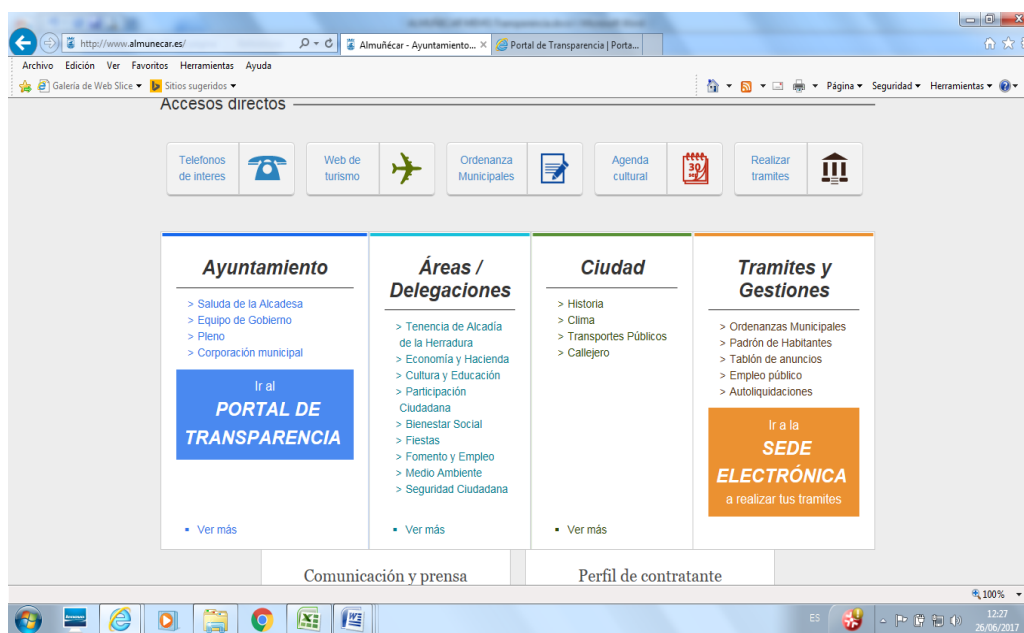 http://www.almunecar.es/
Almuñécar - Ayuntamiento...
Portal de Transparencia | Porta...
Archivo Edición Ver Favoritos Herramientas Ayuda
Galería de Web Slice
Sitios sugeridos
Página Seguridad Herramientas
Accesos directos
Telefonos
de interes
Web de
turismo
Ordenanza
Municipales
Agenda
cultural
30
Realizar
tramites
Ayuntamiento
> Saluda de la Alcadesa
> Equipo de Gobierno
> Pleno
> Corporación municipal
Ir al
PORTAL DE
TRANSPARENCIA
Ver más
Áreas /
Delegaciones
> Tenencia de Alcadía
de la Herradura
> Economía y Hacienda
> Cultura y Educación
> Participación
Ciudadana
> Bienestar Social
> Fiestas
> Fomento y Empleo
> Medio Ambiente
> Seguridad Ciudadana
Ver más
Ciudad
> Historia
> Clima
> Transportes Públicos
> Callejero
Ver más
Tramites y
Gestiones
> Ordenanzas Municipales
> Padrón de Habitantes
> Tablón de anuncios
> Empleo público
> Autoliquidaciones
Ir a la
SEDE
ELECTRÓNICA
a realizar tus tramites
Comunicación y prensa
Perfil de contratante
100%
ES
12:27
26/06/2017